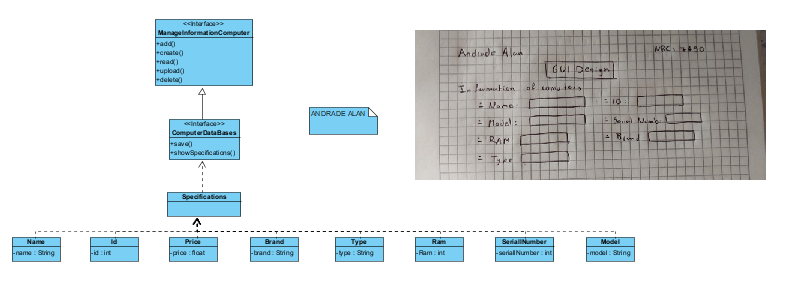 <<Interface>>
ManageInformationComputer
+add()
+create()
+read()
+upload()
+delete()
<<Interface>>
ComputerDataBases
+save()
+showSpecifications()
ANDRADE ALAN
Specifications
Name
-name : String
Id
-id : int
Price
-price : float
Brand
-brand : String
Type
-type : String
Ram
-Ram : int
SeriallNumber
-seriallNumber : int
Model
-model : String
Andrade Alan
NRC:
GUI Design
Information of computers
= Name:
= ID:
= Model:
= Serial Number
= RAM
= Brand
= Type